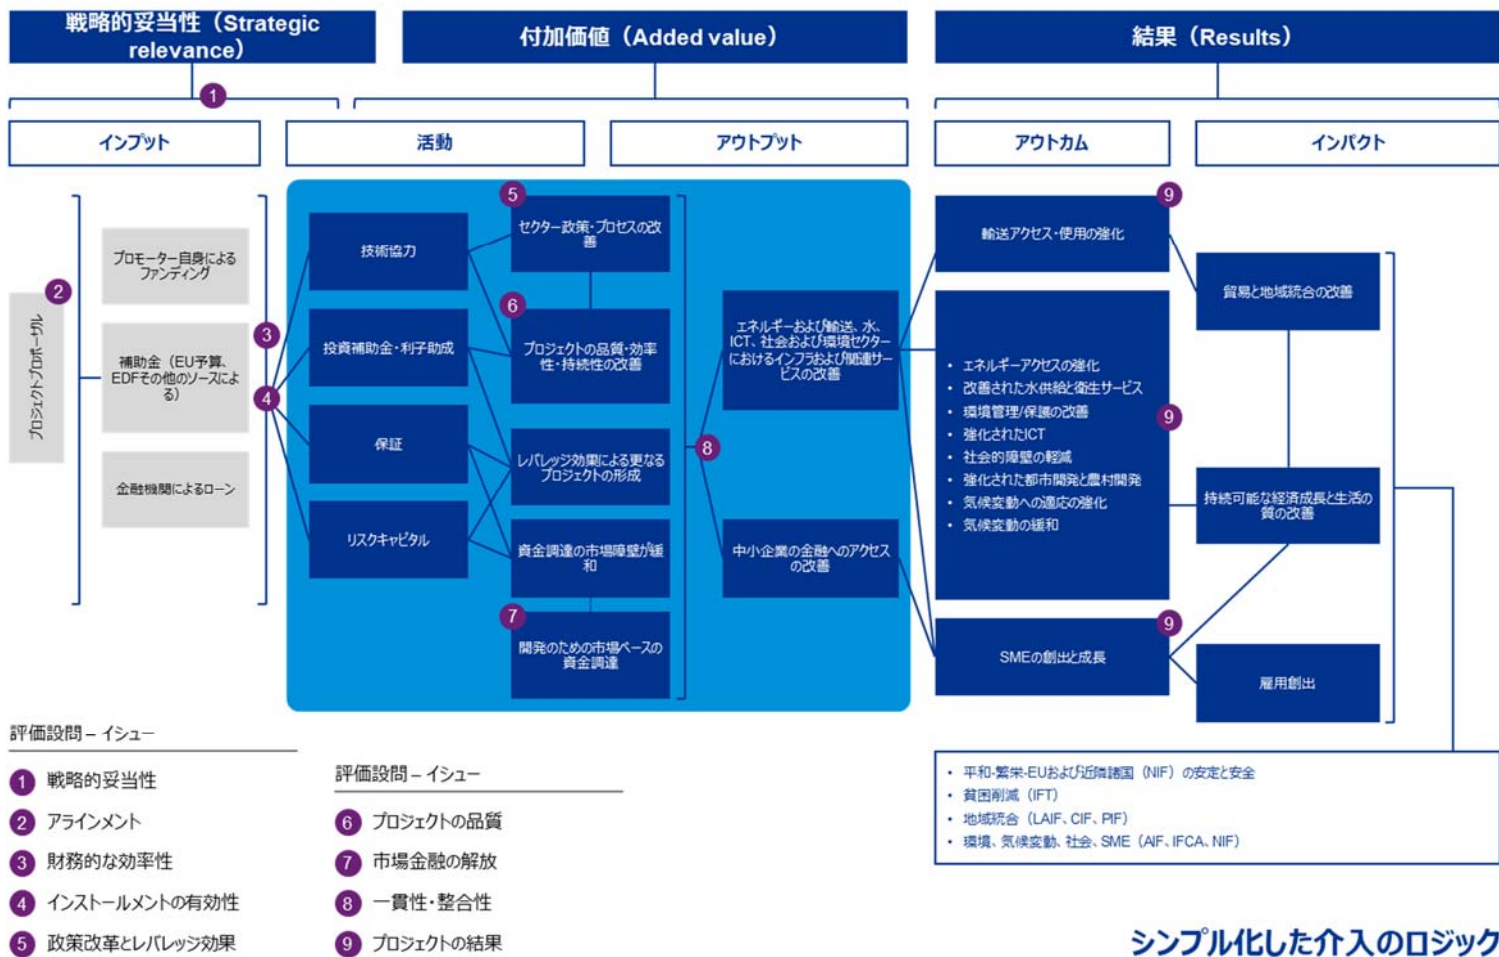 戦略的妥当性（Strategic
relevance）
付加価値（Added value）
結果（Results）
1
インプット
活動
アウトプット
アウトカム
インパクト
プロジェクト・プロポーザル
2
プロモーター自身による
ファンディング
補助金（EU予算、
EDFその他のソースによ
る）
金融機関によるローン
3
4
技術協力
投資補助金・利子助成
保証
リスクキャピタル
5
セクター政策・プロセスの改
善
6
プロジェクトの品質・効率
性・持続性の改善
レバレッジ効果による更なる
プロジェクトの形成
資金調達の市場障壁が緩
和
7
開発のための市場ベースの
資金調達
8
エネルギーおよび輸送、水、
ICT、社会および環境セクター
におけるインフラおよび関連サー
ビスの改善
中小企業の金融へのアクセス
の改善
9
輸送アクセス・使用の強化
• エネルギーアクセスの強化
• 改善された水供給と衛生サービス
• 環境管理/保護の改善
• 強化されたICT
• 社会的障壁の軽減
• 強化された都市開発と農村開発
• 気候変動への適応の強化
• 気候変動の緩和
9
9
SMEの創出と成長
貿易と地域統合の改善
持続可能な経済成長と生活の
質の改善
雇用創出
• 平和-繁栄-EUおよび近隣諸国（NIF）の安定と安全
• 貧困削減（IFT）
• 地域統合（LAIF、CIF、PIF）
• 環境、気候変動、社会、SME（AIF、IFCA、NIF）
評価設問 – イシュー
1 戦略的妥当性
2 アラインメント
3 財務的な効率性
4 インストールメントの有効性
5 政策改革とレバレッジ効果
評価設問 – イシュー
6 プロジェクトの品質
7 市場金融の解放
8 一貫性・整合性
9 プロジェクトの結果
シンプル化した介入のロジック